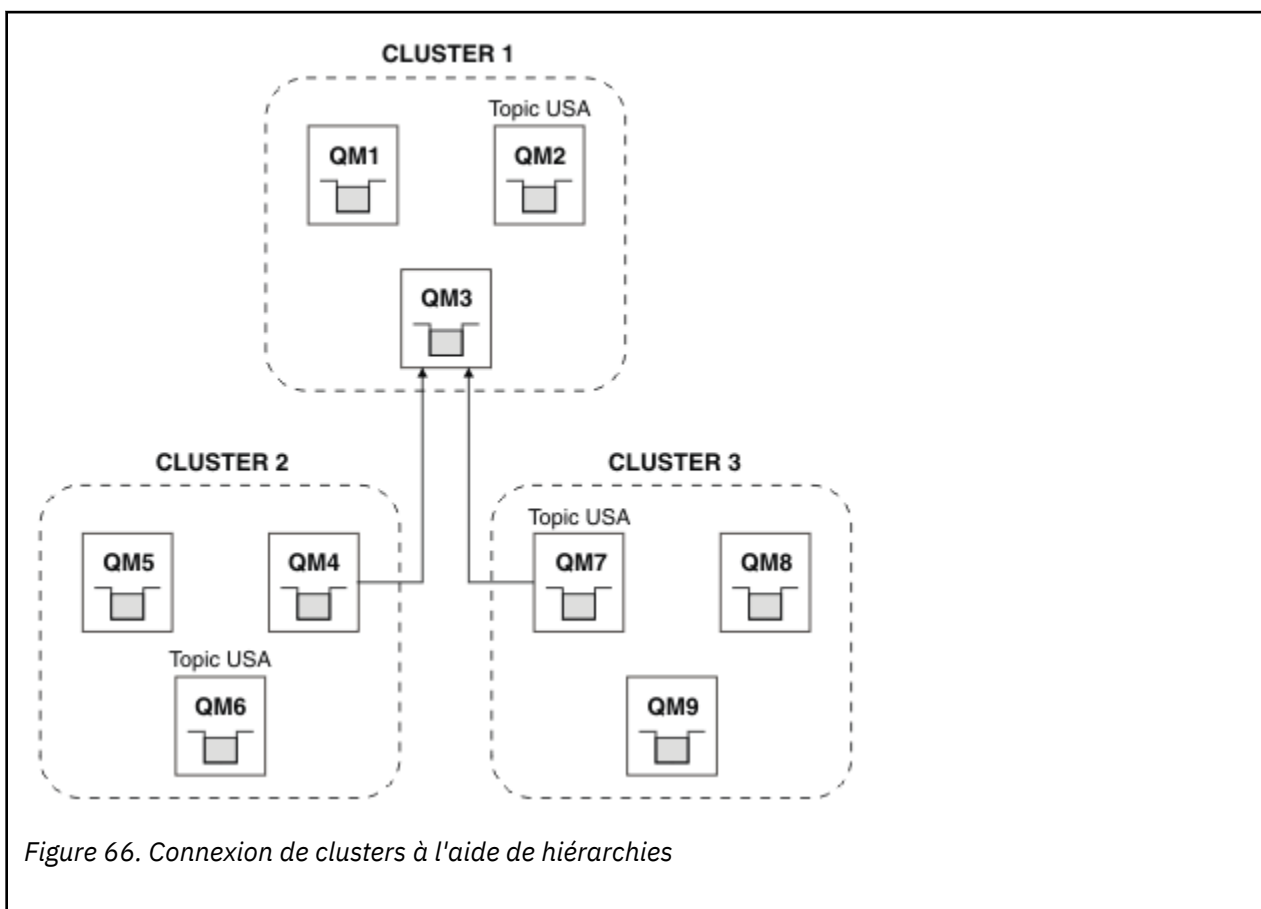 CLUSTER 1
Topic USA
QM1
QM2
QM3
CLUSTER 2
CLUSTER 3
Topic USA
QM5
QM4
QM7
QM8
Topic USA
QM6
QM9
Figure 66. Connexion de clusters à l'aide de hiérarchies